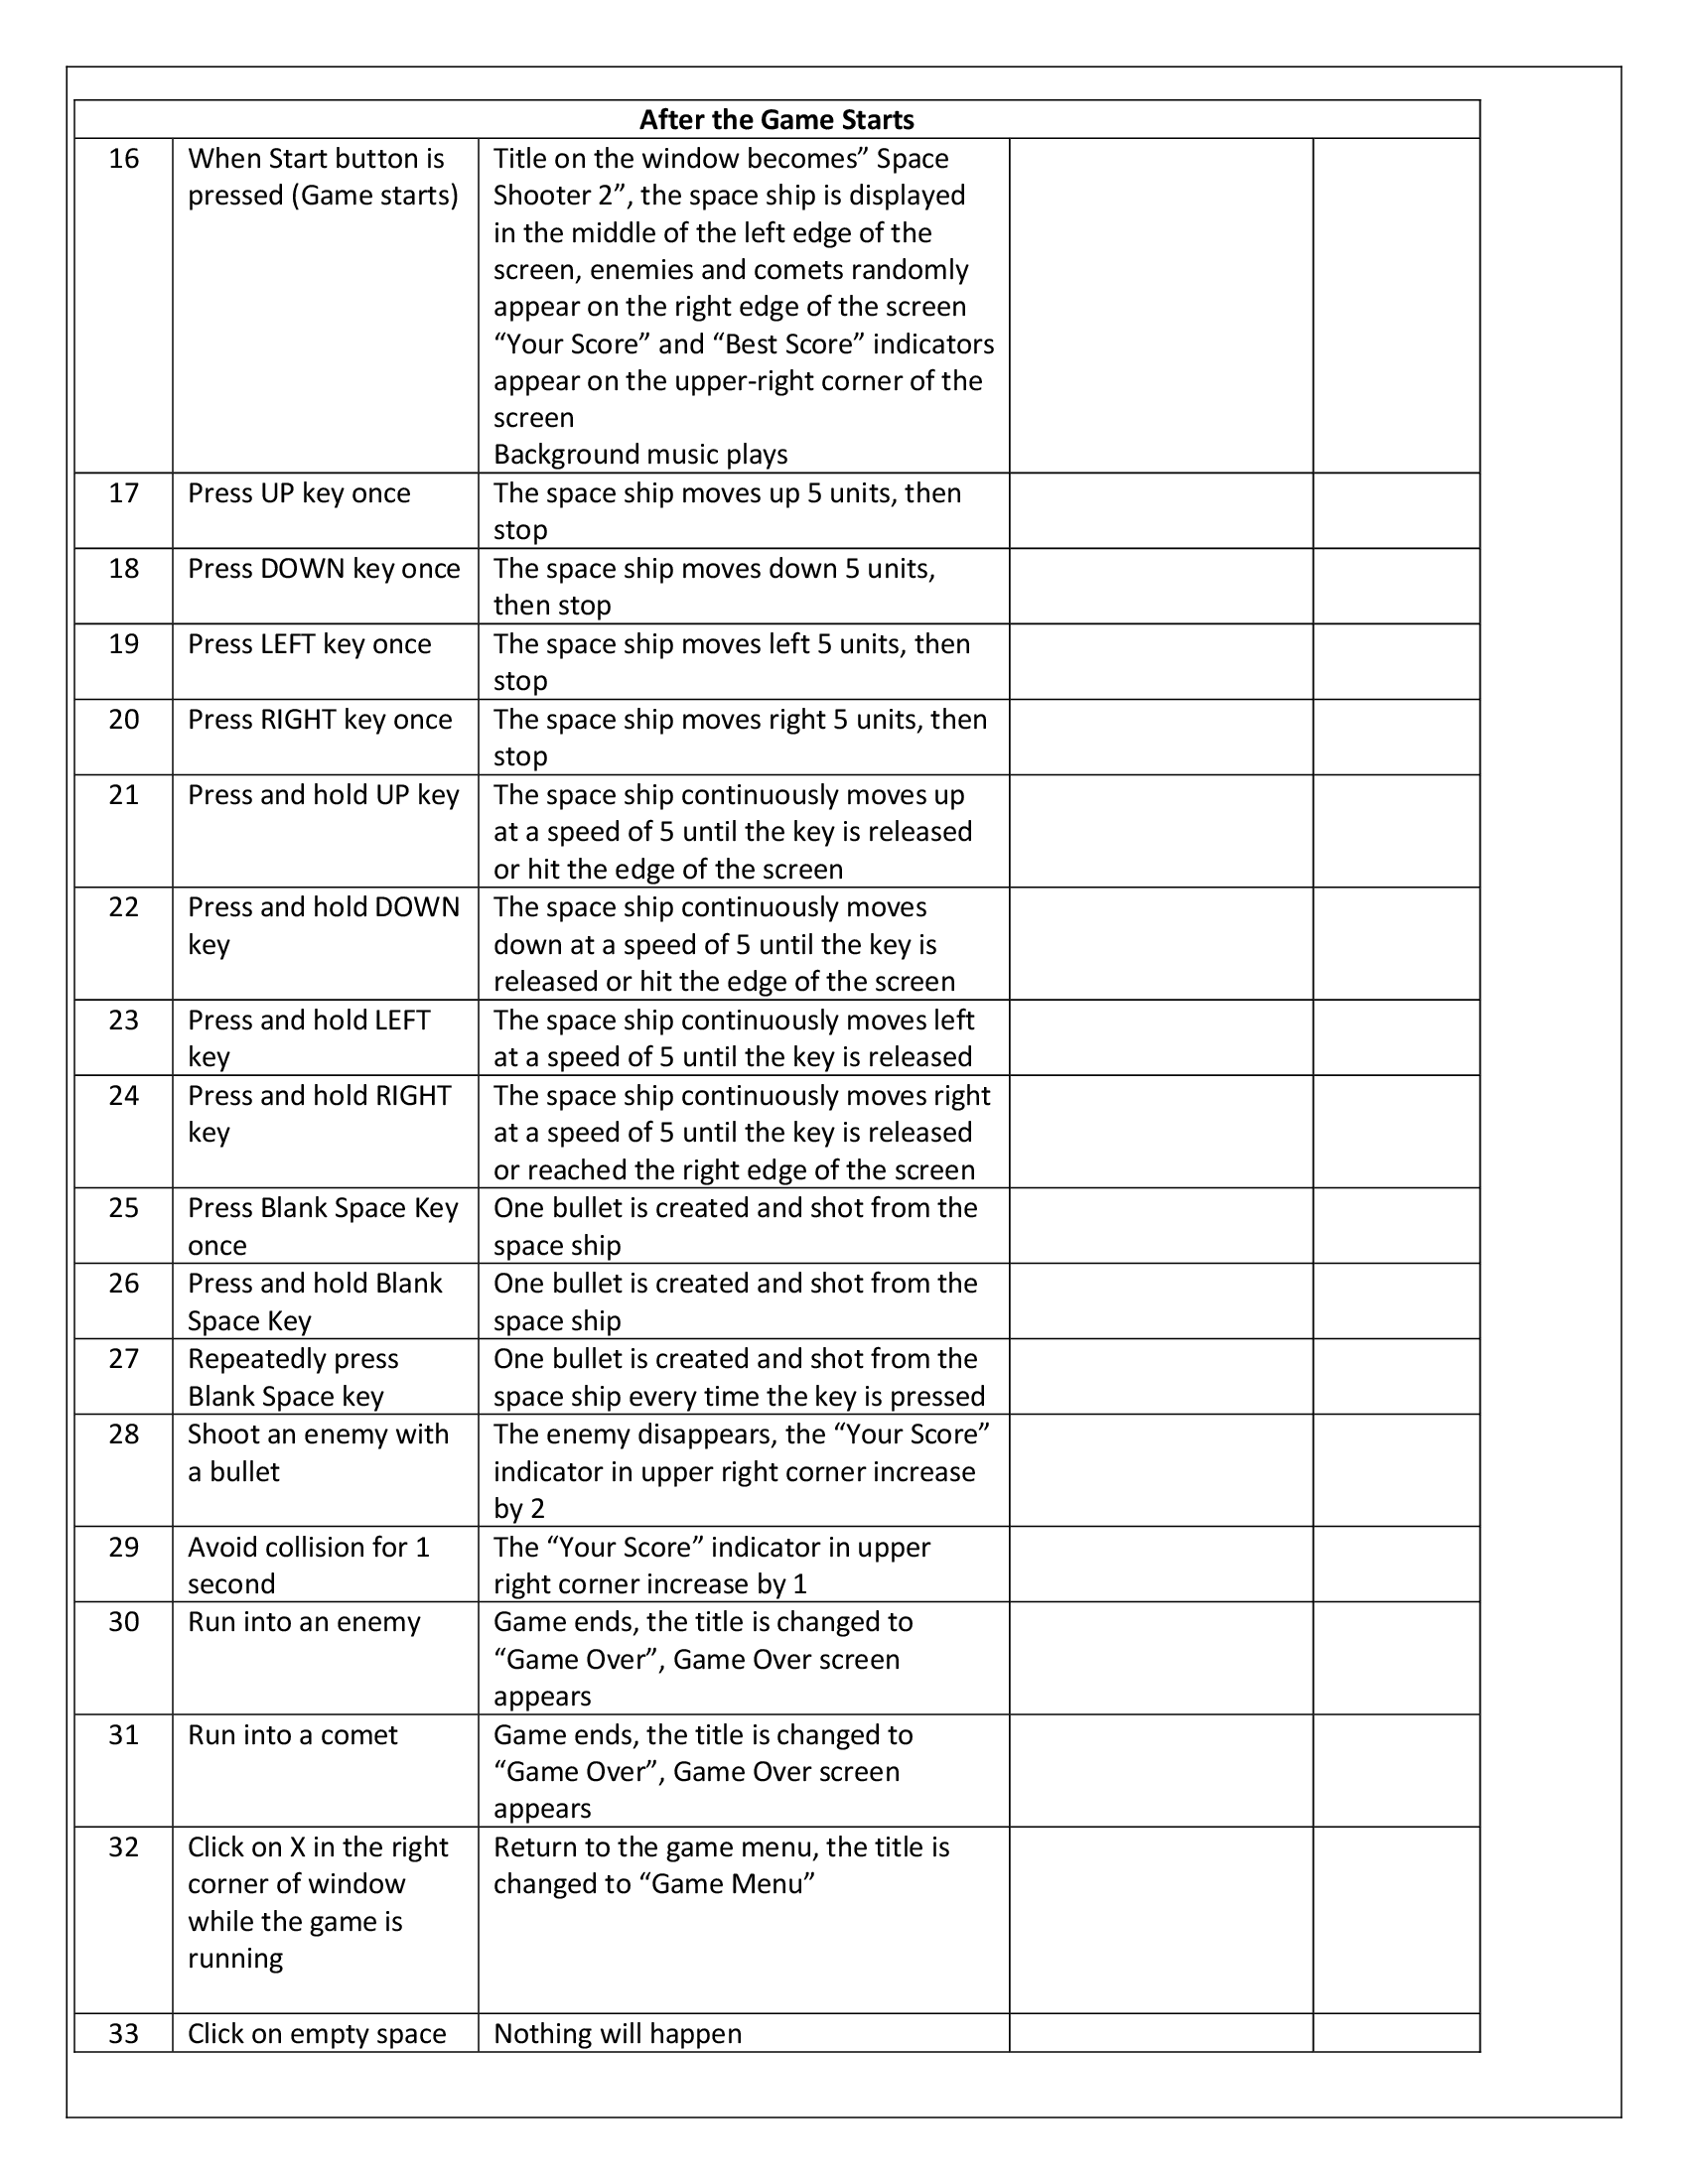 After the Game Starts
16 When Start button is Title on the window becomes” Space
pressed (Game starts) Shooter 2”, the space ship is displayed
in the middle of the left edge of the
screen, enemies and comets randomly
appear on the right edge of the screen
“Your Score” and “Best Score” indicators
appear on the upper-right corner of the
screen
Background music plays
17 Press UP key once The space ship moves up 5 units, then
stop
18 Press DOWN key once The space ship moves down 5 units,
then stop
19 Press LEFT key once The space ship moves left 5 units, then
stop
20 Press RIGHT key once The space ship moves right 5 units, then
stop
21 Press and hold UP key The space ship continuously moves up
at a speed of 5 until the key is released
or hit the edge of the screen
22 Press and hold DOWN The space ship continuously moves
key down at a speed of 5 until the key is
released or hit the edge of the screen
23 Press and hold LEFT The space ship continuously moves left
key at a speed of 5 until the key is released
24 Press and hold RIGHT The space ship continuously moves right
key at a speed of 5 until the key is released
or reached the right edge of the screen
25 Press Blank Space Key One bullet is created and shot from the
once space ship
26 Press and hold Blank One bullet is created and shot from the
Space Key space ship
27 Repeatedly press One bullet is created and shot from the
Blank Space key space ship every time the key is pressed
28 Shoot an enemy with The enemy disappears, the “Your Score”
a bullet indicator in upper right corner increase
by 2
29 Avoid collision for 1 The “Your Score” indicator in upper
second right corner increase by 1
30 Run into an enemy Game ends, the title is changed to
“Game Over”, Game Over screen
appears
31 Run into a comet Game ends, the title is changed to
“Game Over”, Game Over screen
appears
32 Click on X in the right Return to the game menu, the title is
corner of window changed to “Game Menu”
while the game is
running
33 Click on empty space Nothing will happen